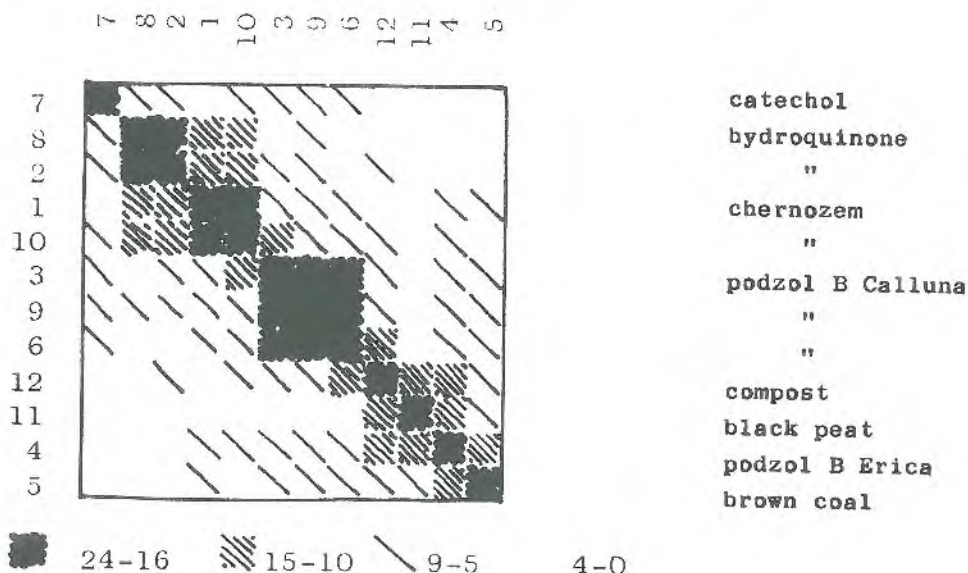 7 8 2 1 10 3 9 6 12 11 4 5
7 catechol
8 hydroquinone
2 "
1 chernozem
10 "
3 podzol B Calluna
9 "
6 "
12 compost
11 black peat
4 podzol B Erica
5 brown coal
24-16 15-10 9-5 4-0